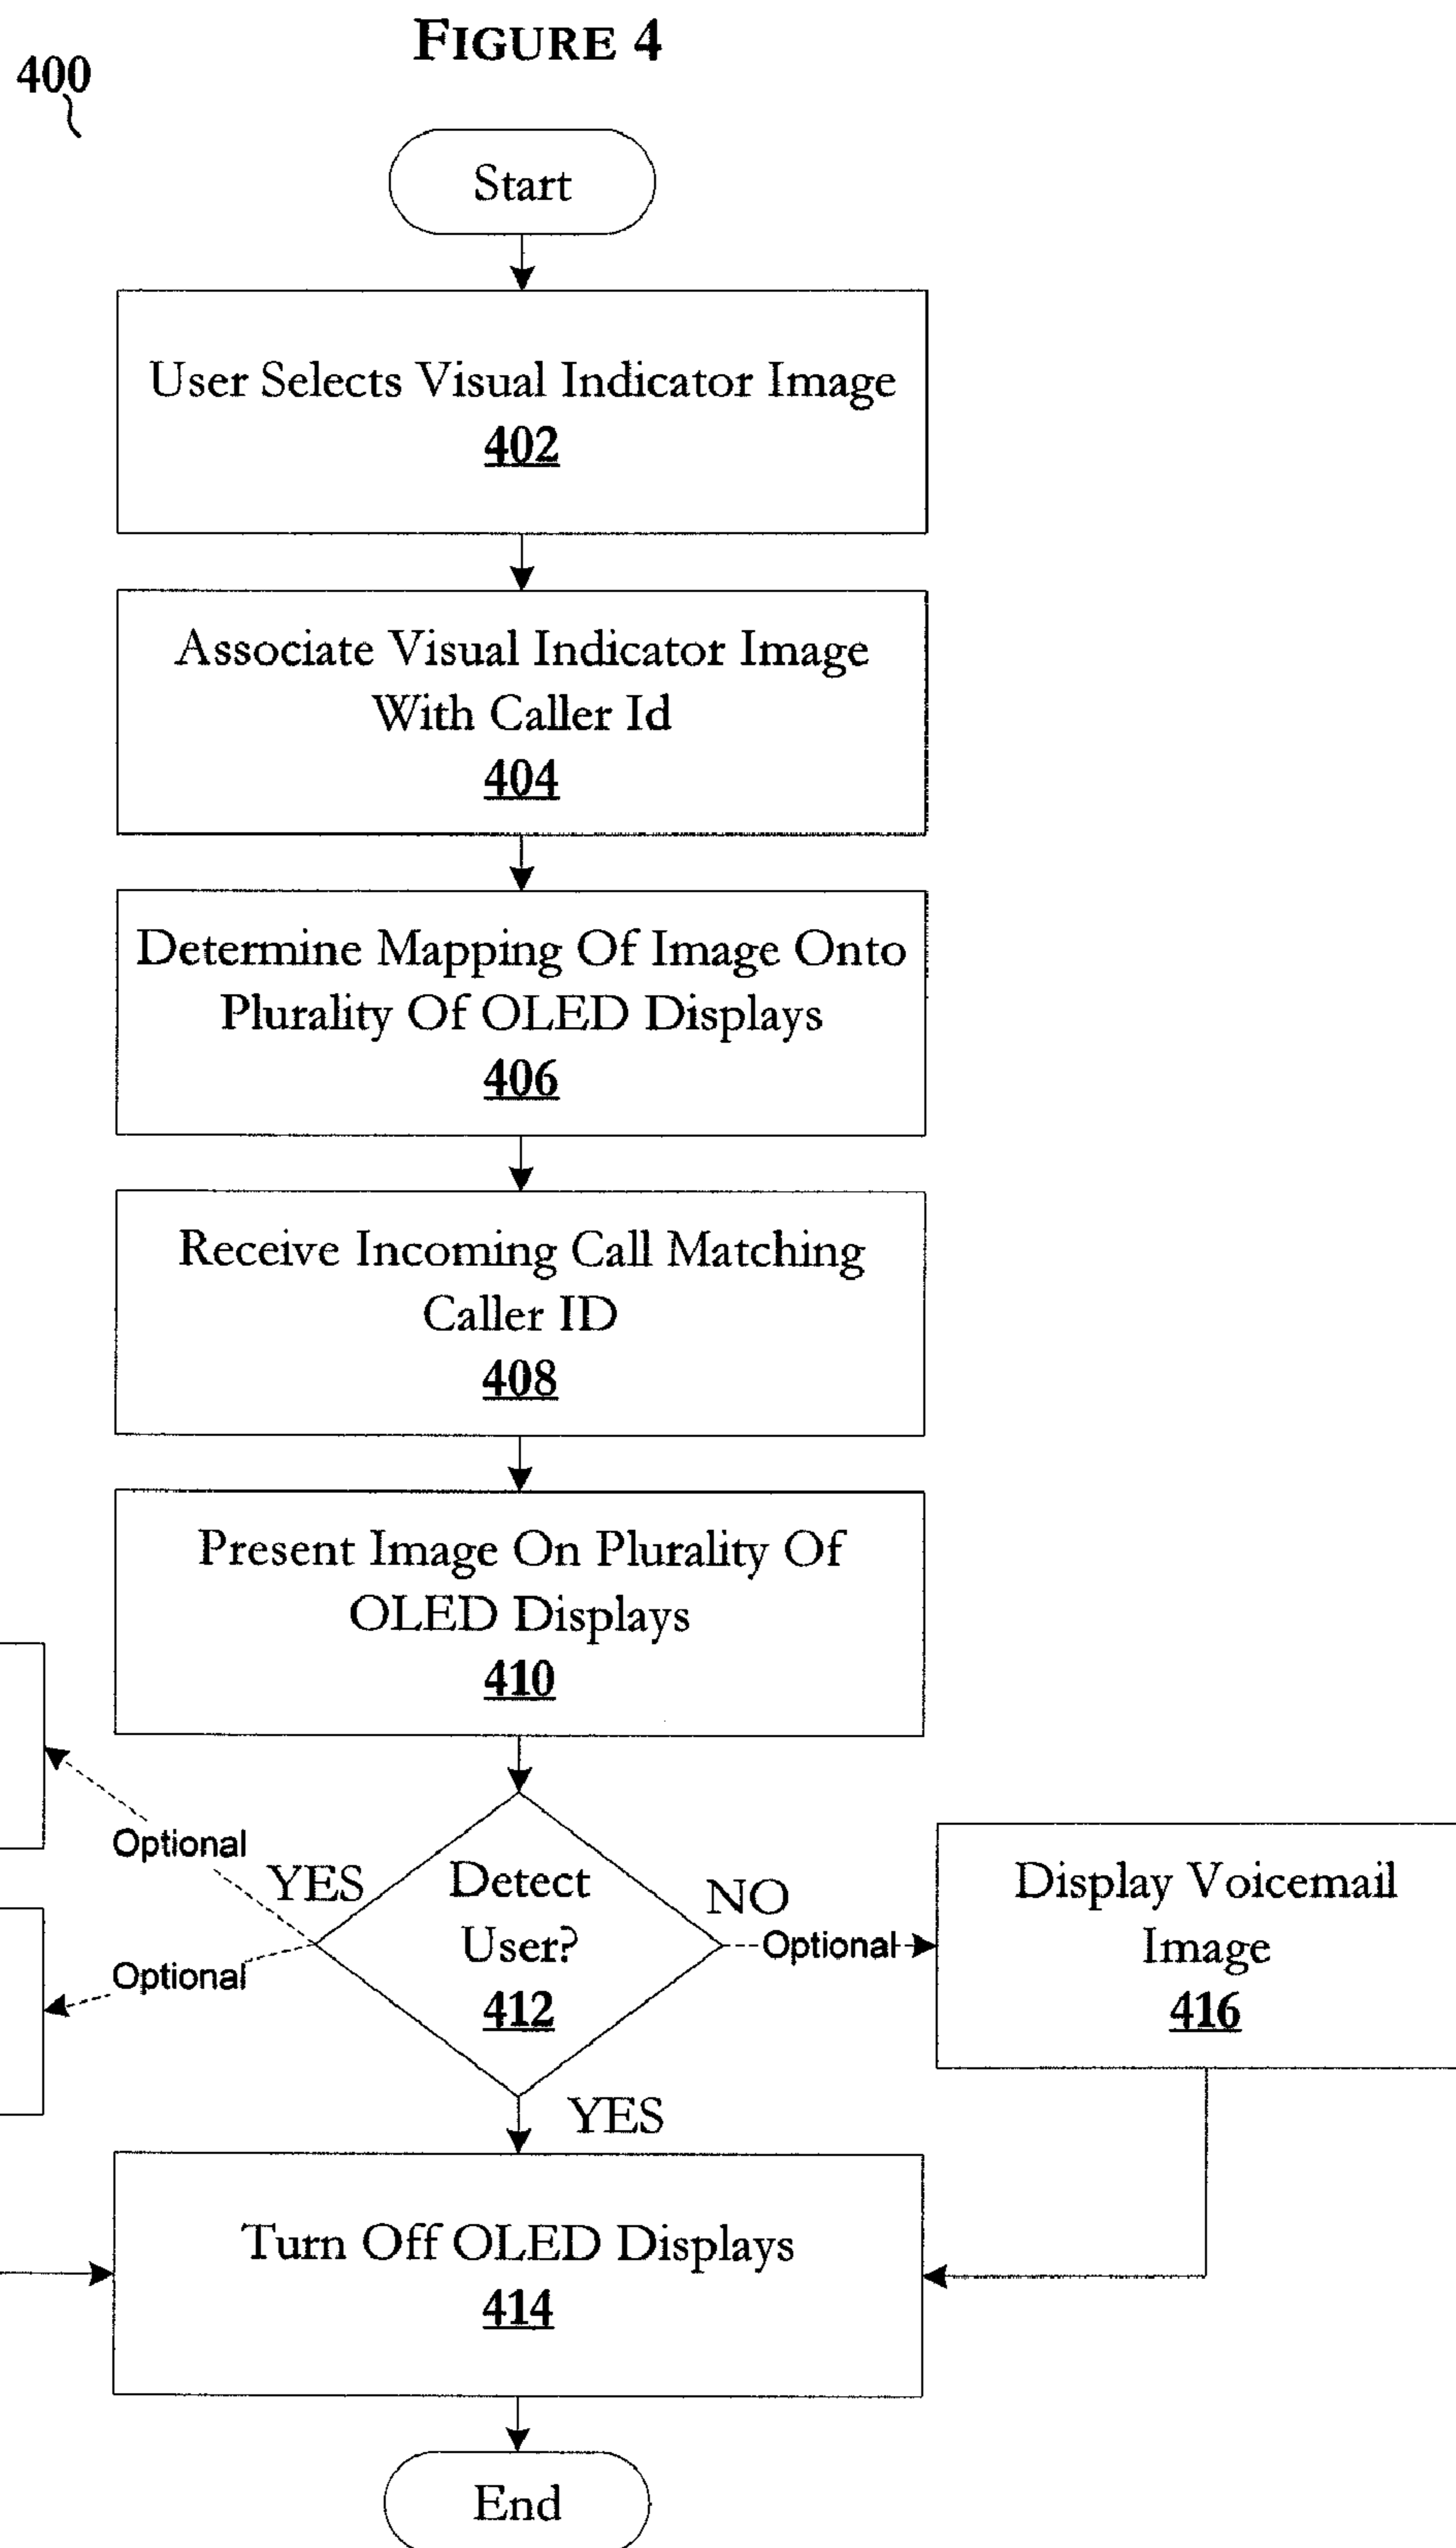 FIGURE 4
400
Start
User Selects Visual Indicator Image
402
Associate Visual Indicator Image
With Caller Id
404
Determine Mapping Of Image Onto
Plurality Of OLED Displays
406
Receive Incoming Call Matching
Caller ID
408
Present Image On Plurality Of
OLED Displays
410
Optional
YES
Optional
Detect
User?
412
NO
Optional
Display Voicemail
Image
416
YES
Turn Off OLED Displays
414
End